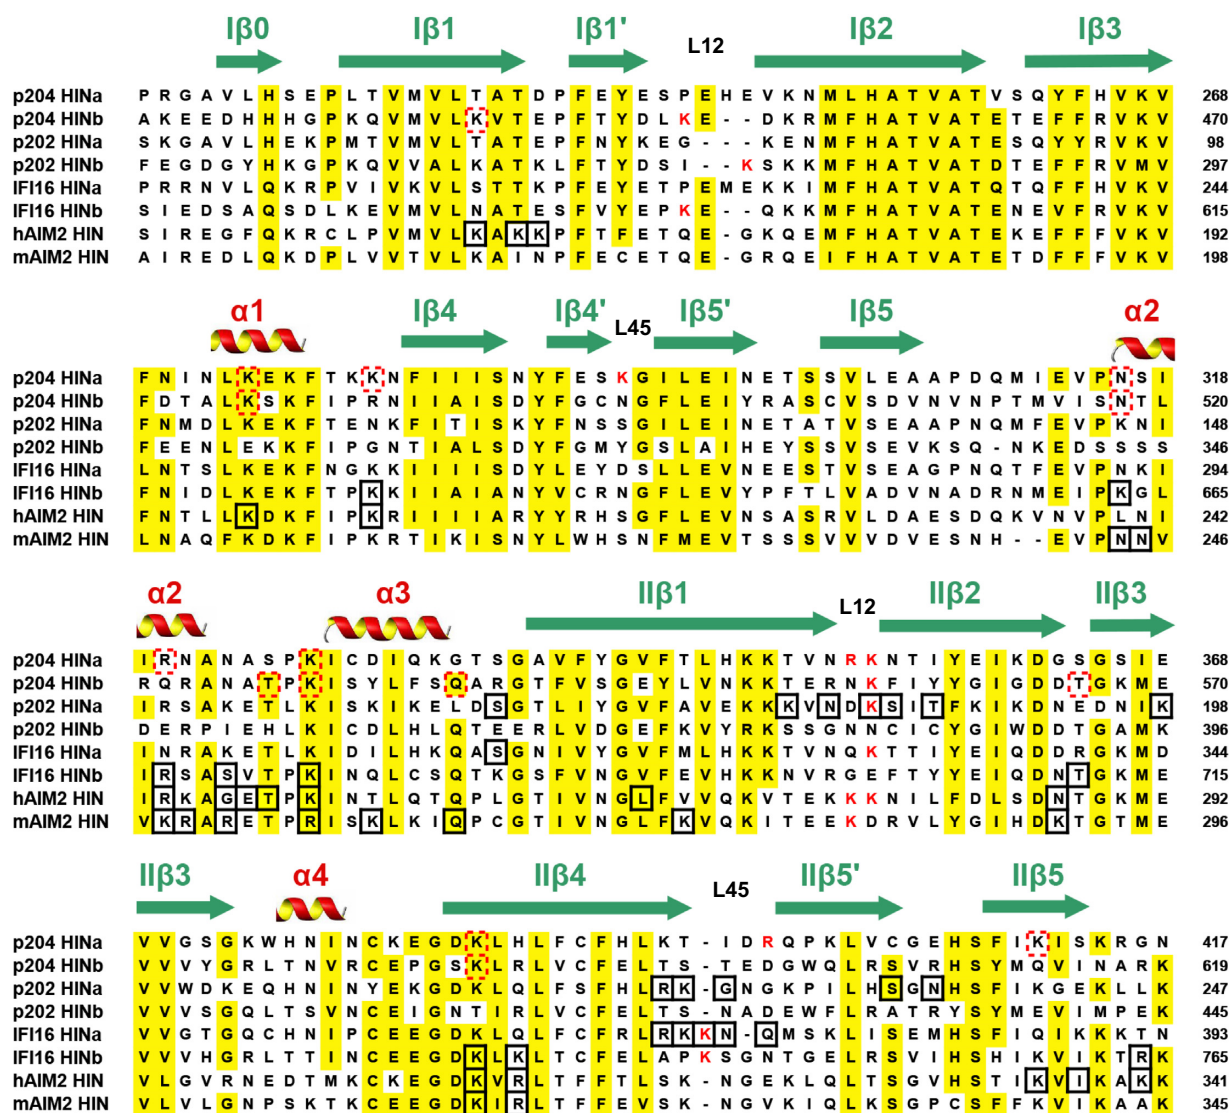 Iβ0 Iβ1 Iβ1' L12 Iβ2 Iβ3
p204 HINa P R G A V L H S E P L T V M V L T A T D P F E Y E S P E H E V K N M L H A T V A T V S Q Y F H V K V 268
p204 HINb A K E E D H H H G P K Q V M V L K V T E P F T Y D L K E - - D K R M F H A T V A T E T E F F R V K V 470
p202 HINa S K G A V L H E K P M T V M V L T A T E P F N Y K E G - - - K E N M F H A T V A T E S Q Y Y R V K V 98
p202 HINb F E G D G Y H K G P K Q V V A L K A T K L F T Y D S I - - K S K K M F H A T V A T D T E F F R V M V 297
IFI16 HINa P R R N V L Q K R P V I V K V L S T T K P F E Y E T P E M E K K I M F H A T V A T Q T Q F F H V K V 244
IFI16 HINb S I E D S A Q S D L K E V M V L N A T E S F V Y E P K E - - Q K K M F H A T V A T E N E V F R V K V 615
hAIM2 HIN S I R E G F Q K R C L P V M V L K A K K P F T F E T Q E - G K Q E M F H A T V A T E K E F F F V K V 192
mAIM2 HIN A I R E D L Q K D P L V V T V L K A I N P F E C E T Q E - G R Q E I F H A T V A T E T D F F F V K V 198
α1 Iβ4 Iβ4' L45 Iβ5' Iβ5 α2
p204 HINa F N I N L K E K F T K K N F I I I S N Y F E S K G I L E I N E T S S V L E A A P D Q M I E V P N S I 318
p204 HINb F D T A L K S K F I P R N I I A I S D Y F G C N G F L E I Y R A S C V S D V N V N P T M V I S N T L 520
p202 HINa F N M D L K E K F T E N K F I T I S K Y F N S S G I L E I N E T A T V S E A A P N Q M F E V P K N I 148
p202 HINb F E E N L E K K F I P G N T I A L S D Y F G M Y G S L A I H E Y S S V S E V K S Q - N K E D S S S S 346
IFI16 HINa L N T S L K E K F N G K K I I I I S D Y L E Y D S L L E V N E E S T V S E A G P N Q T F E V P N K I 294
IFI16 HINb F N I D L K E K F T P K K I I A I A N Y V C R N G F L E V Y P F T L V A D V N A D R N M E I P K G L 665
hAIM2 HIN F N T L L K D K F I P K R I I I I A R Y Y R H S G F L E V N S A S R V L D A E S D Q K V N V P L N I 242
mAIM2 HIN L N A Q F K D K F I P K R T I K I S N Y L W H S N F M E V T S S S V V V D V E S N H - - E V P N N V 246
α2 α3 IIβ1 L12 IIβ2 IIβ3
p204 HINa I R N A N A S P K I C D I Q K G T S G A V F Y G V F T L H K K T V N R K N T I Y E I K D G S G S I E 368
p204 HINb R Q R A N A T P K I S Y L F S Q A R G T F V S G E Y L V N K K T E R N K F I Y Y G I G D D T G K M E 570
p202 HINa I R S A K E T L K I S K I K E L D S G T L I Y G V F A V E K K K V N D K S I T F K I K D N E D N I K 198
p202 HINb D E R P I E H L K I C D L H L Q T E E R L V D G E F K V Y R K S S G N N C I C Y G I W D D T G A M K 396
IFI16 HINa I N R A K E T L K I D I L H K Q A S G N I V Y G V F M L H K K T V N Q K T T I Y E I Q D D R G K M D 344
IFI16 HINb I R S A S V T P K I N Q L C S Q T K G S F V N G V F E V H K K N V R G E F T Y Y E I Q D N T G K M E 715
hAIM2 HIN I R K A G E T P K I N T L Q T Q P L G T I V N G L F V V Q K V T E K K K N I L F D L S D N T G K M E 292
mAIM2 HIN V K R A R E T P R I S K L K I Q P C G T I V N G L F K V Q K I T E E K D R V L Y G I H D K T G T M E 296
IIβ3 α4 IIβ4 L45 IIβ5' IIβ5
p204 HINa V V G S G K W H N I N C K E G D K L H L F C F H L K T - I D R Q P K L V C G E H S F I K I S K R G N 417
p204 HINb V V V Y G R L T N V R C E P G S K L R L V C F E L T S - T E D G W Q L R S V R H S Y M Q V I N A R K 619
p202 HINa V V W D K E Q H N I N Y E K G D K L Q L F S F H L R K - G N G K P I L H S G N H S F I K G E K L L K 247
p202 HINb V V V S G Q L T S V N C E I G N T I R L V C F E L T S - N A D E W F L R A T R Y S Y M E V I M P E K 445
IFI16 HINa V V G T G Q C H N I P C E E G D K L Q L F C F R L R K K N - Q M S K L I S E M H S F I Q I K K K T N 393
IFI16 HINb V V V H G R L T T I N C E E G D K L K L T C F E L A P K S G N T G E L R S V I H S H I K V I K T R K 765
hAIM2 HIN V L G V R N E D T M K C K E G D K V R L T F F T L S K - N G E K L Q L T S G V H S T I K V I K A K K 341
mAIM2 HIN V L V L G N P S K T K C E E G D K I R L T F F E V S K - N G V K I Q L K S G P C S F F K V I K A A K 345